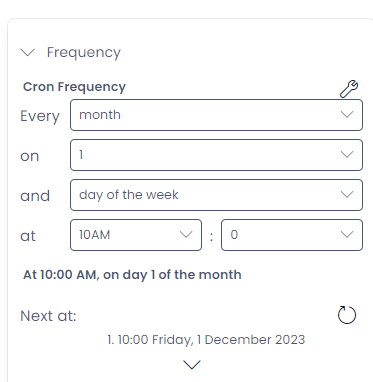 Frequency
Cron Frequency
Every month
on 1
and day of the week
at 10AM : 0
At 10:00 AM, on day 1 of the month
Next at:
1. 10:00 Friday, 1 December 2023